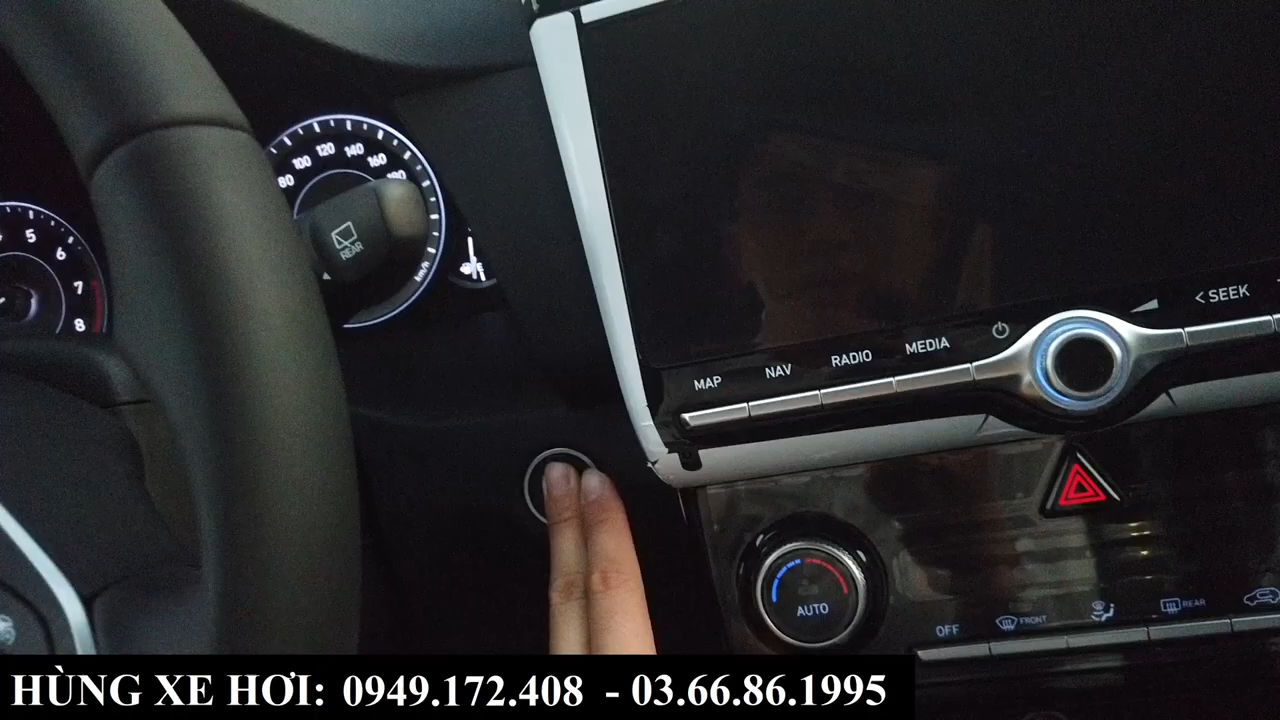 80 100 120 140 160 180
km/h
5 6 7 8
REAR
MAP NAV RADIO MEDIA < SEEK
AUTO
OFF FRONT REAR
HÙNG XE HƠI: 0949.172.408 - 03.66.86.1995